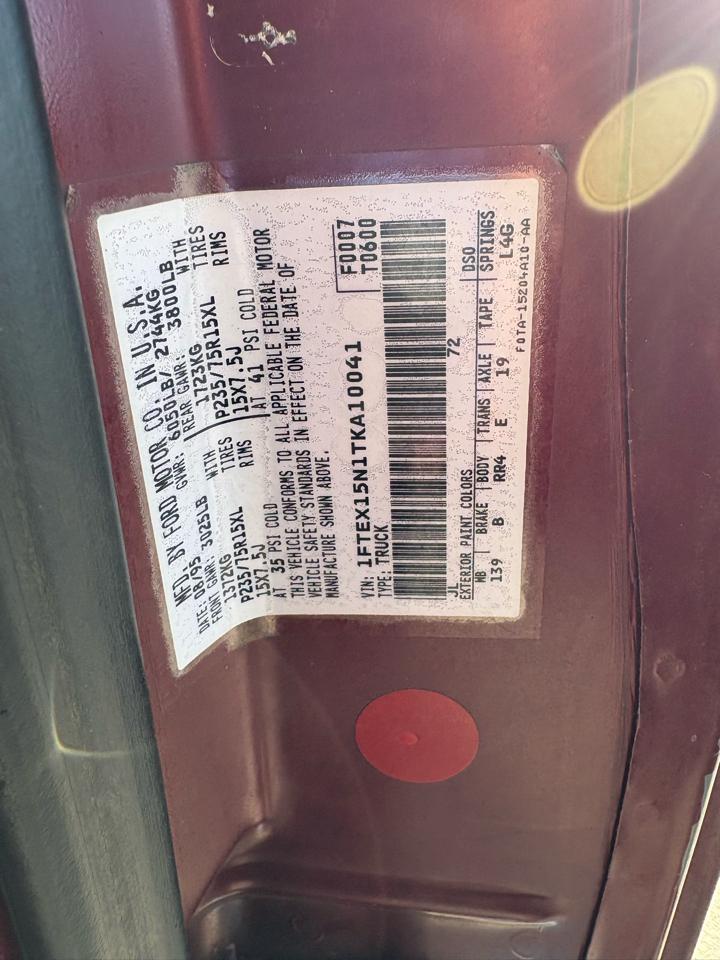 MFD. BY FORD MOTOR CO. IN U.S.A.
DATE: 08/95 GVWR: 6050LB/ 2744KG
FRONT GAWR: 3025LB REAR GAWR: 3800LB
1372KG WITH 1723KG WITH
P235/75R15XL TIRES P235/75R15XL TIRES
15X7.5J RIMS 15X7.5J RIMS
AT 35 PSI COLD AT 41 PSI COLD
THIS VEHICLE CONFORMS TO ALL APPLICABLE FEDERAL MOTOR
VEHICLE SAFETY STANDARDS IN EFFECT ON THE DATE OF
MANUFACTURE SHOWN ABOVE.
F0007
VIN: 1FTEX15N1TKA10041
T0600
TYPE: TRUCK
JL 72
EXTERIOR PAINT COLORS DSO
WB BRAKE BODY TRANS AXLE TAPE SPRINGS
139 B RR4 E 19 L4G
F0TA-15204A10-AA